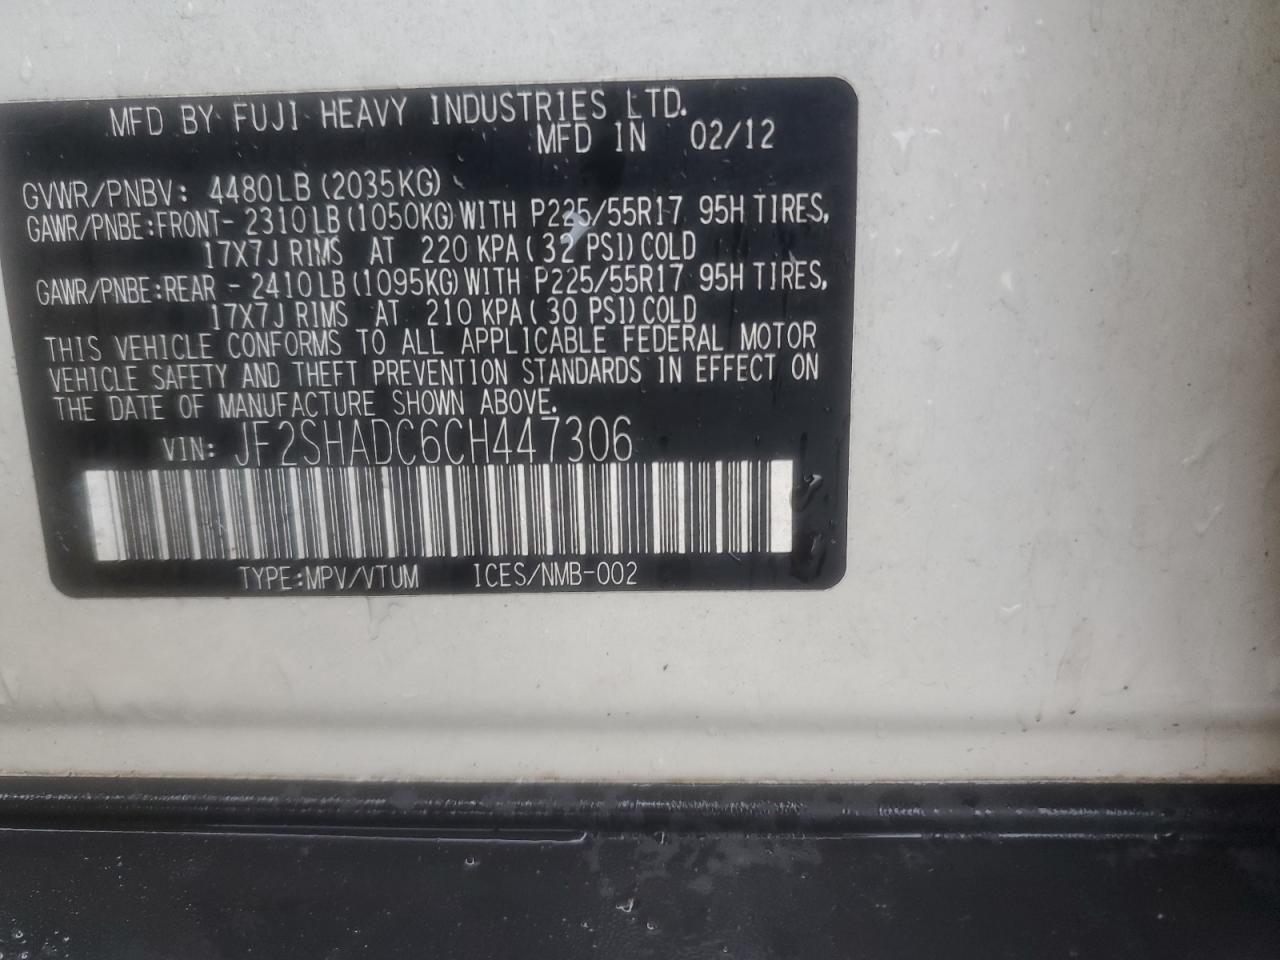 MFD BY FUJI HEAVY INDUSTRIES LTD.
MFD IN 02/12
GVWR/PNBV: 4480LB(2035KG)
GAWR/PNBE:FRONT- 2310LB(1050KG)WITH P225/55R17 95H TIRES,
17X7J RIMS AT 220 KPA(32 PSI)COLD
GAWR/PNBE:REAR - 2410LB(1095KG)WITH P225/55R17 95H TIRES,
17X7J RIMS AT 210 KPA(30 PSI)COLD
THIS VEHICLE CONFORMS TO ALL APPLICABLE FEDERAL MOTOR
VEHICLE SAFETY AND THEFT PREVENTION STANDARDS IN EFFECT ON
THE DATE OF MANUFACTURE SHOWN ABOVE.
VIN: JF2SHADC6CH447306
TYPE:MPV/VTUM ICES/NMB-002